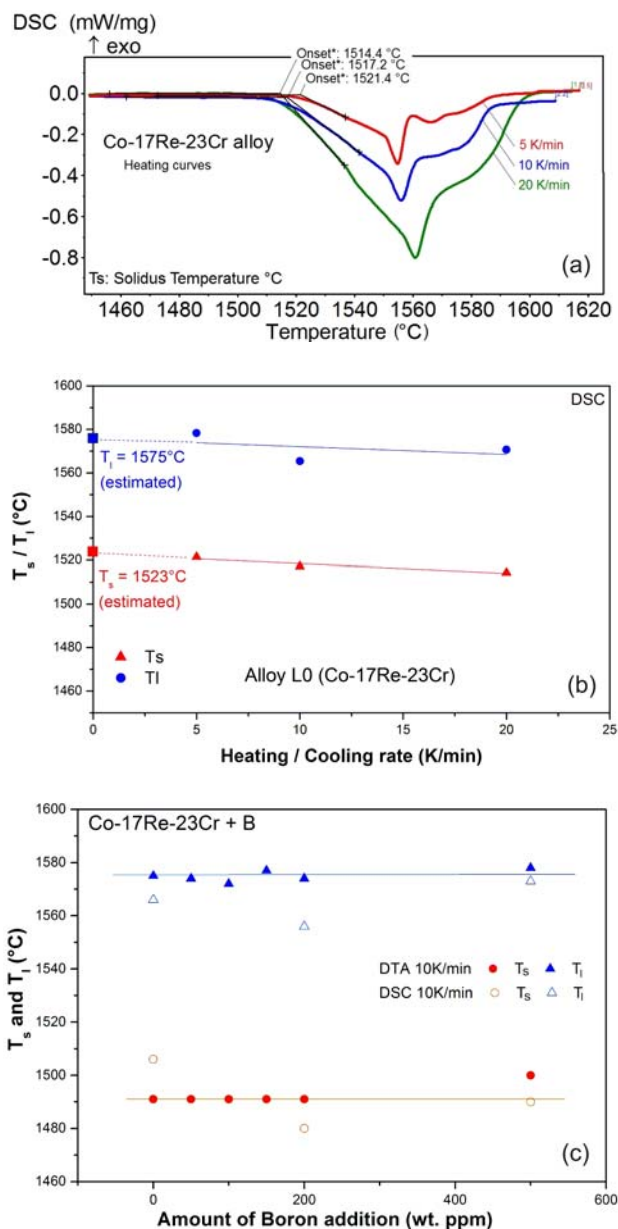 DSC (mW/mg)
↑ exo
Onset*: 1514.4 °C
Onset*: 1517.2 °C
Onset*: 1521.4 °C
0.0
-0.2
-0.4
-0.6
-0.8
Co-17Re-23Cr alloy
Heating curves
5 K/min
10 K/min
20 K/min
Ts: Solidus Temperature °C
(a)
1460 1480 1500 1520 1540 1560 1580 1600 1620
Temperature (°C)
1600
1580
1560
1540
1520
1500
1480
1460
Ts / Tl (°C)
DSC
Tl = 1575°C
(estimated)
Ts = 1523°C
(estimated)
Ts
Tl
Alloy L0 (Co-17Re-23Cr)
(b)
0 5 10 15 20 25
Heating / Cooling rate (K/min)
1600
1580
1560
1540
1520
1500
1480
1460
Ts and Tl (°C)
Co-17Re-23Cr + B
DTA 10K/min Ts Tl
DSC 10K/min Ts Tl
(c)
0 200 400 600
Amount of Boron addition (wt. ppm)